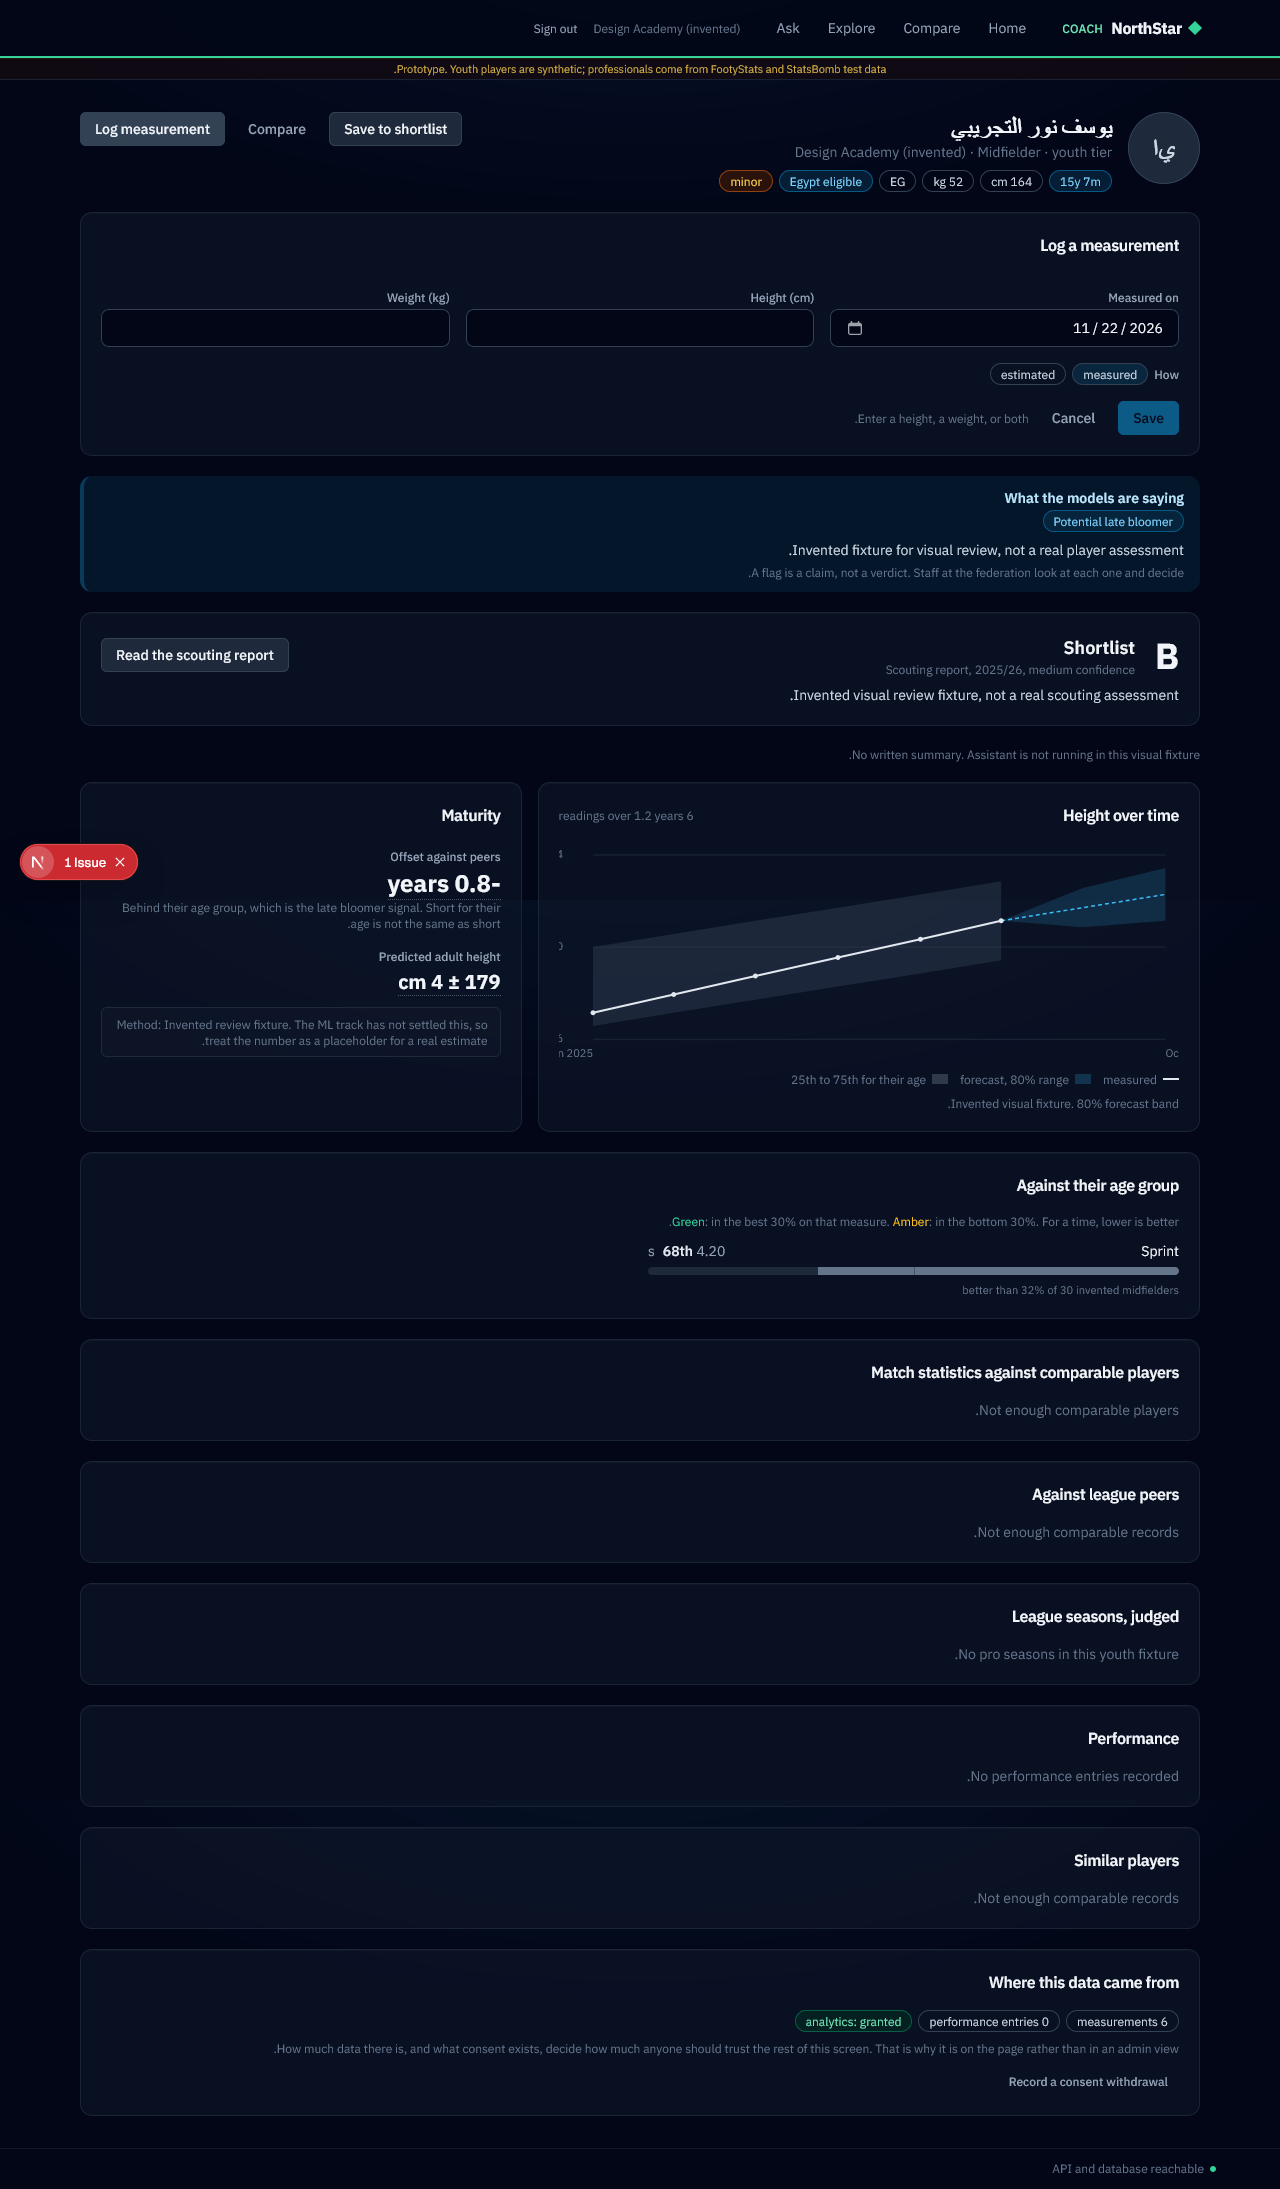 NorthStar COACH Home Compare Explore Ask Design Academy (invented) Sign out
.Prototype. Youth players are synthetic; professionals come from FootyStats and StatsBomb test data
يا
يوسف نور التجريبي
Design Academy (invented) · Midfielder · youth tier
15y 7m
cm 164
kg 52
EG
Egypt eligible
minor
Save to shortlist
Compare
Log measurement
Log a measurement
Measured on
11 / 22 / 2026
Height (cm)
Weight (kg)
How measured estimated
Save Cancel .Enter a height, a weight, or both
What the models are saying
Potential late bloomer
.Invented fixture for visual review, not a real player assessment
.A flag is a claim, not a verdict. Staff at the federation look at each one and decide
B
Shortlist
Scouting report, 2025/26, medium confidence
Read the scouting report
.Invented visual review fixture, not a real scouting assessment
.No written summary. Assistant is not running in this visual fixture
Height over time
readings over 1.2 years 6
n 2025
Oc
measured
forecast, 80% range
25th to 75th for their age
.Invented visual fixture. 80% forecast band
Maturity
Offset against peers
years 0.8-
Behind their age group, which is the late bloomer signal. Short for their
.age is not the same as short
Predicted adult height
cm 4 ± 179
Method: Invented review fixture. The ML track has not settled this, so
.treat the number as a placeholder for a real estimate
1 Issue
Against their age group
.Green: in the best 30% on that measure. Amber: in the bottom 30%. For a time, lower is better
Sprint
s 68th 4.20
better than 32% of 30 invented midfielders
Match statistics against comparable players
.Not enough comparable players
Against league peers
.Not enough comparable records
League seasons, judged
.No pro seasons in this youth fixture
Performance
.No performance entries recorded
Similar players
.Not enough comparable records
Where this data came from
measurements 6
performance entries 0
analytics: granted
.How much data there is, and what consent exists, decide how much anyone should trust the rest of this screen. That is why it is on the page rather than in an admin view
Record a consent withdrawal
API and database reachable